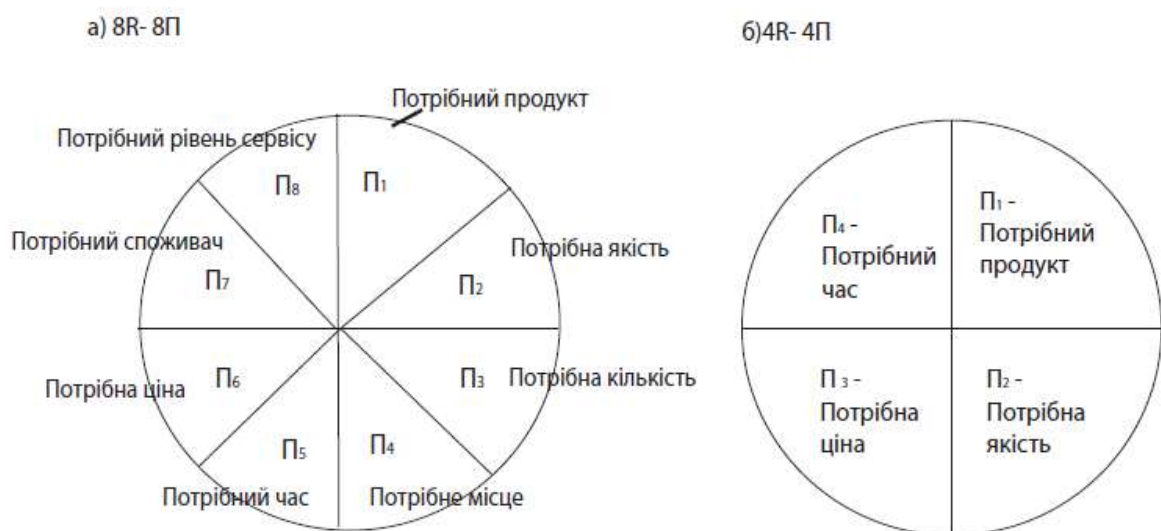 а) 8R- 8П
б)4R- 4П
Потрібний продукт
Потрібний рівень сервісу
П8
П1
Потрібний споживач
Потрібна якість
П7
П2
Потрібна ціна
П6
П3
Потрібна кількість
П5
П4
Потрібний час
Потрібне місце
П4 -
Потрібний
час
П1 -
Потрібний
продукт
П 3 -
Потрібна
ціна
П2 -
Потрібна
якість